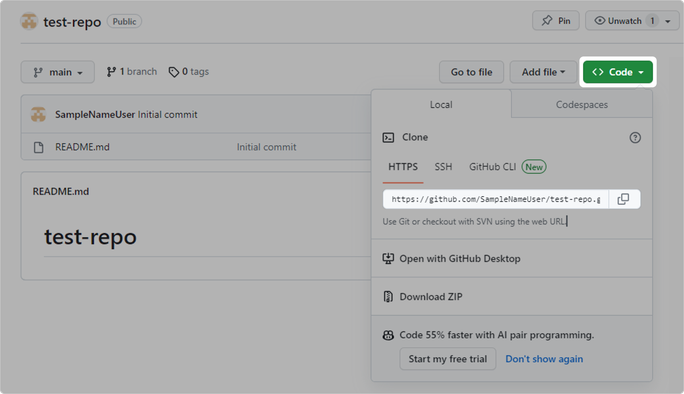 test-repo Public Pin Unwatch 1
main 1 branch 0 tags Go to file Add file Code
SampleNameUser Initial commit
README.md Initial commit
README.md
test-repo
Local Codespaces
Clone
HTTPS SSH GitHub CLI New
https://github.com/SampleNameUser/test-repo.g
Use Git or checkout with SVN using the web URL.
Open with GitHub Desktop
Download ZIP
Code 55% faster with AI pair programming.
Start my free trial Don't show again